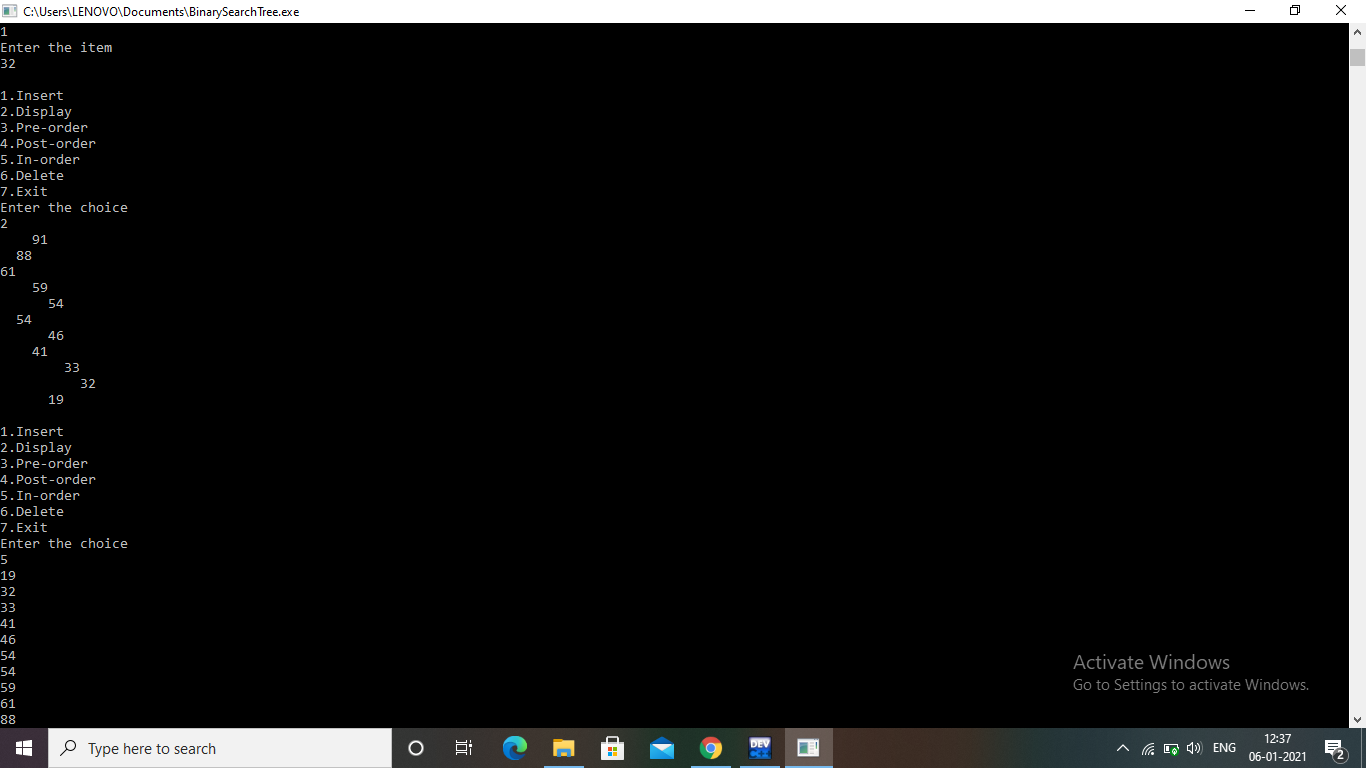 C:\Users\LENOVO\Documents\BinarySearchTree.exe
1
Enter the item
32
1.Insert
2.Display
3.Pre-order
4.Post-order
5.In-order
6.Delete
7.Exit
Enter the choice
2
91
88
61
59
54
54
46
41
33
32
19
1.Insert
2.Display
3.Pre-order
4.Post-order
5.In-order
6.Delete
7.Exit
Enter the choice
5
19
32
33
41
46
54
54
59
61
88
Activate Windows
Go to Settings to activate Windows.
Type here to search
DEV
ENG
12:37
06-01-2021
2